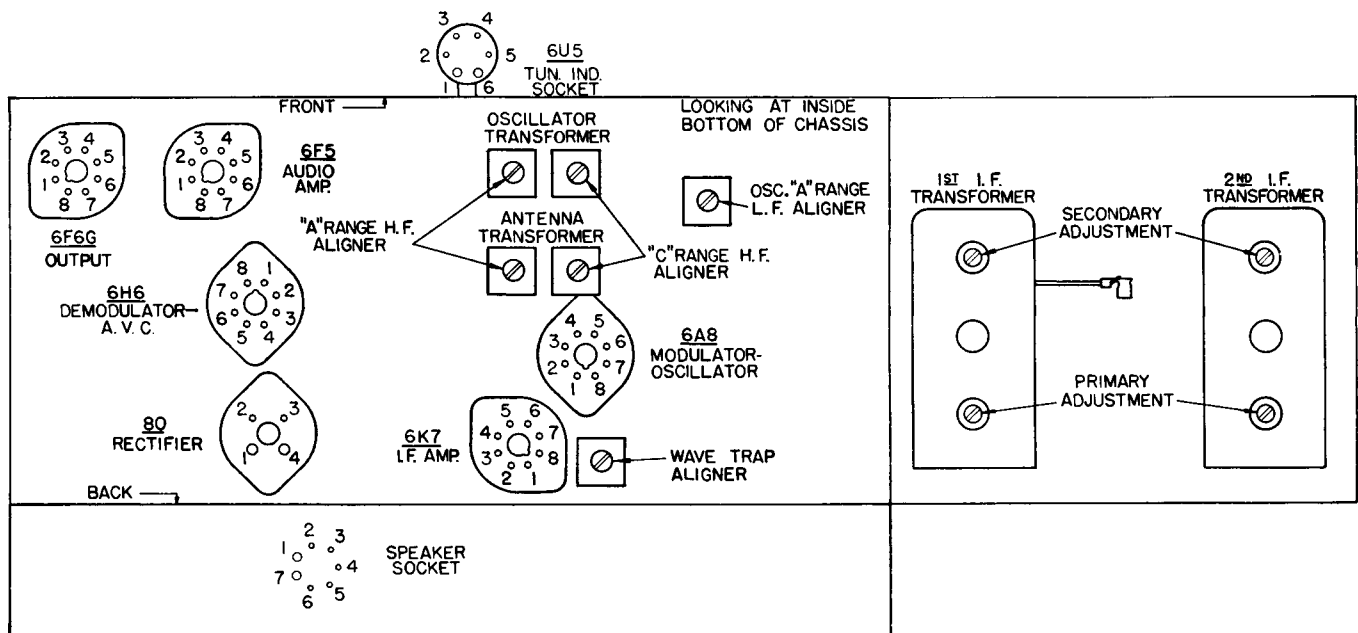 3 4
2 5
1 6
6U5
TUN. IND.
SOCKET
FRONT
LOOKING AT INSIDE
BOTTOM OF CHASSIS
3 4
2 5
1 6
8 7
6F6G
OUTPUT
3 4
2 5
1 6
8 7
6F5
AUDIO
AMP.
OSCILLATOR
TRANSFORMER
"A" RANGE H.F.
ALIGNER
ANTENNA
TRANSFORMER
"C" RANGE H.F.
ALIGNER
OSC. "A" RANGE
L. F. ALIGNER
8 1
7 2
6 3
5 4
6H6
DEMODULATOR
A. V. C.
4 5
3 6
2 7
1 8
6A8
MODULATOR-
OSCILLATOR
2 3
1 4
80
RECTIFIER
5 6
4 7
3 8
2 1
6K7
I.F. AMP.
WAVE TRAP
ALIGNER
BACK
2 3
1 4
7 5
6
SPEAKER
SOCKET
1ST I. F.
TRANSFORMER
2ND I. F.
TRANSFORMER
SECONDARY
ADJUSTMENT
PRIMARY
ADJUSTMENT